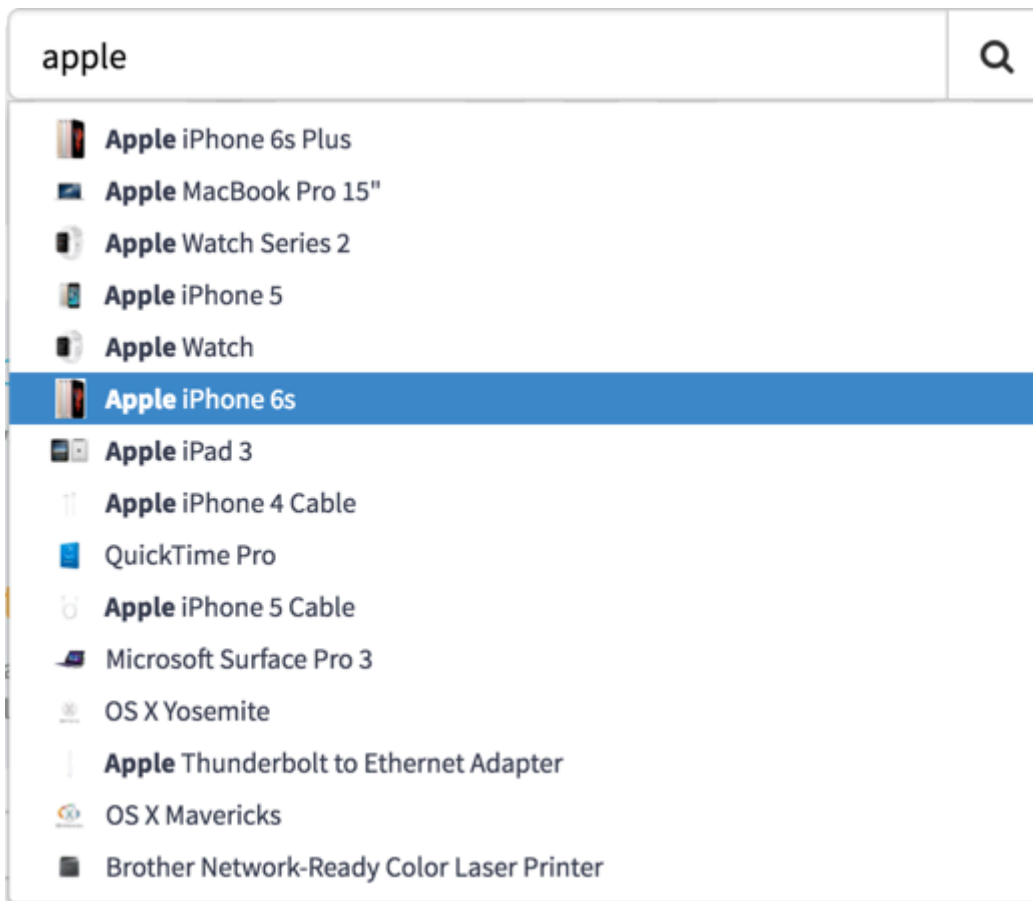 apple
Apple iPhone 6s Plus
Apple MacBook Pro 15"
Apple Watch Series 2
Apple iPhone 5
Apple Watch
Apple iPhone 6s
Apple iPad 3
Apple iPhone 4 Cable
QuickTime Pro
Apple iPhone 5 Cable
Microsoft Surface Pro 3
OS X Yosemite
Apple Thunderbolt to Ethernet Adapter
OS X Mavericks
Brother Network-Ready Color Laser Printer